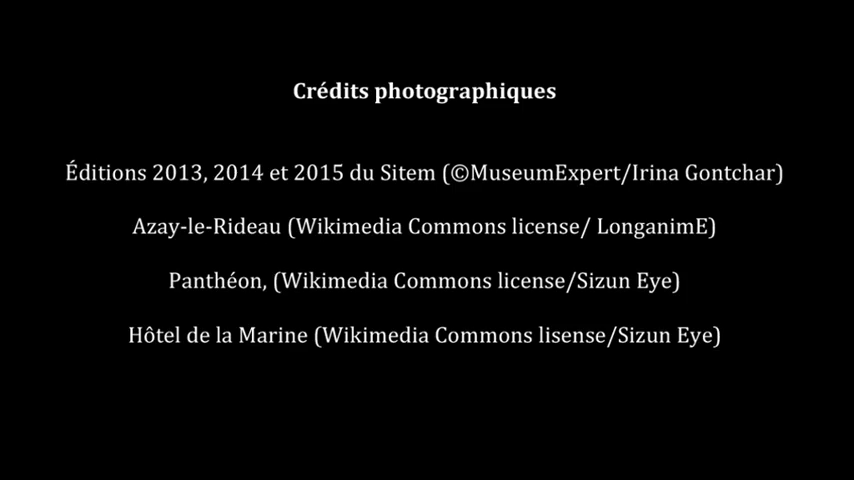 Crédits photographiques
Éditions 2013, 2014 et 2015 du Sitem (©MuseumExpert/Irina Gontchar)
Azay-le-Rideau (Wikimedia Commons license/ LonganimE)
Panthéon, (Wikimedia Commons license/Sizun Eye)
Hôtel de la Marine (Wikimedia Commons lisense/Sizun Eye)